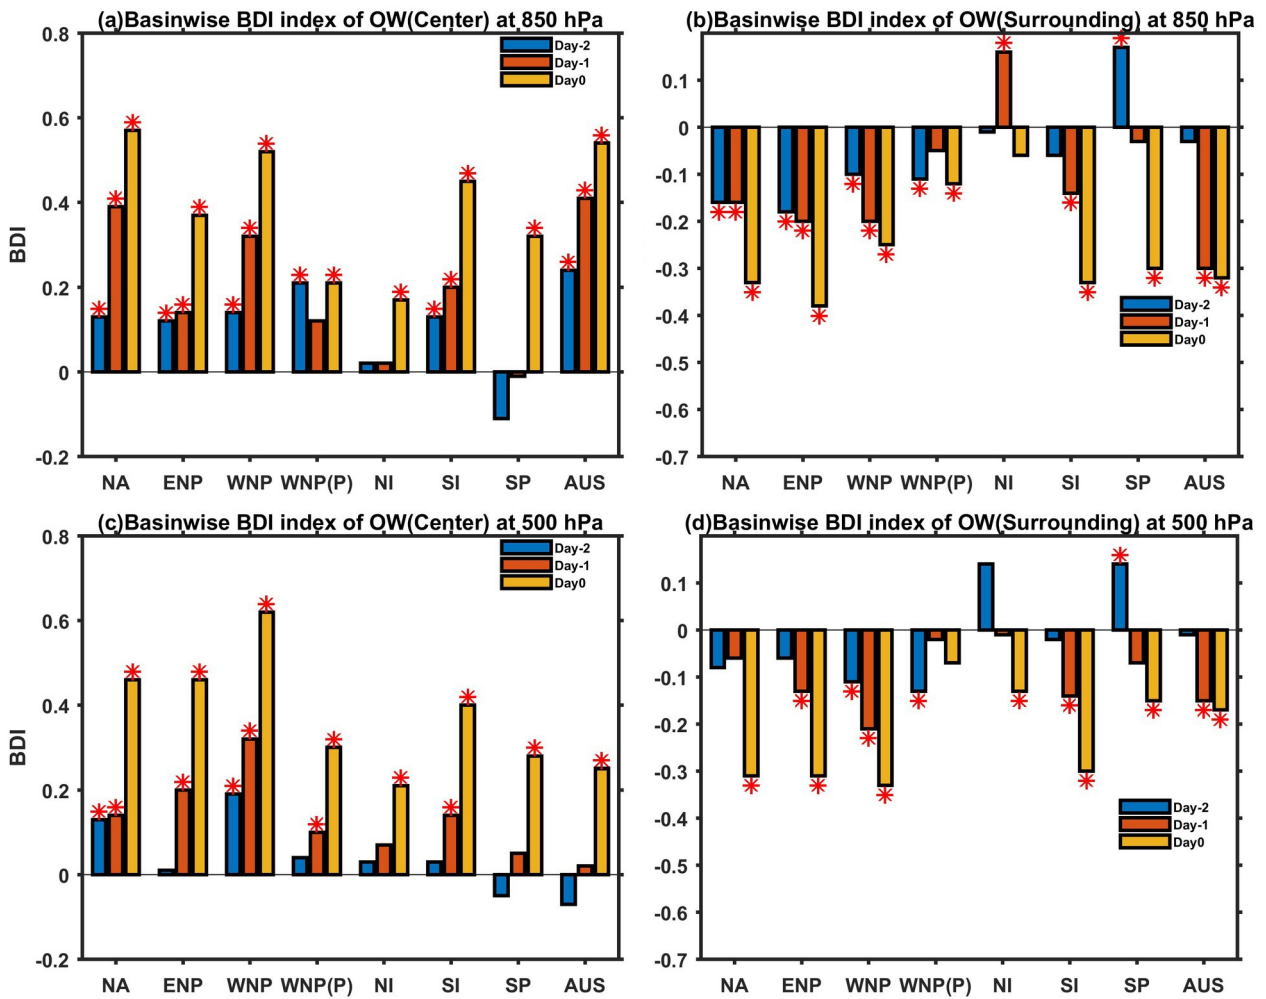 (a)Basinwise BDI index of OW(Center) at 850 hPa
0.8
0.6
0.4
0.2
0
-0.2
BDI
Day-2
Day-1
Day0
NA ENP WNP WNP(P) NI SI SP AUS
(b)Basinwise BDI index of OW(Surrounding) at 850 hPa
0.1
0
-0.1
-0.2
-0.3
-0.4
-0.5
-0.6
-0.7
Day-2
Day-1
Day0
NA ENP WNP WNP(P) NI SI SP AUS
(c)Basinwise BDI index of OW(Center) at 500 hPa
0.8
0.6
0.4
0.2
0
-0.2
BDI
Day-2
Day-1
Day0
NA ENP WNP WNP(P) NI SI SP AUS
(d)Basinwise BDI index of OW(Surrounding) at 500 hPa
0.1
0
-0.1
-0.2
-0.3
-0.4
-0.5
-0.6
-0.7
Day-2
Day-1
Day0
NA ENP WNP WNP(P) NI SI SP AUS